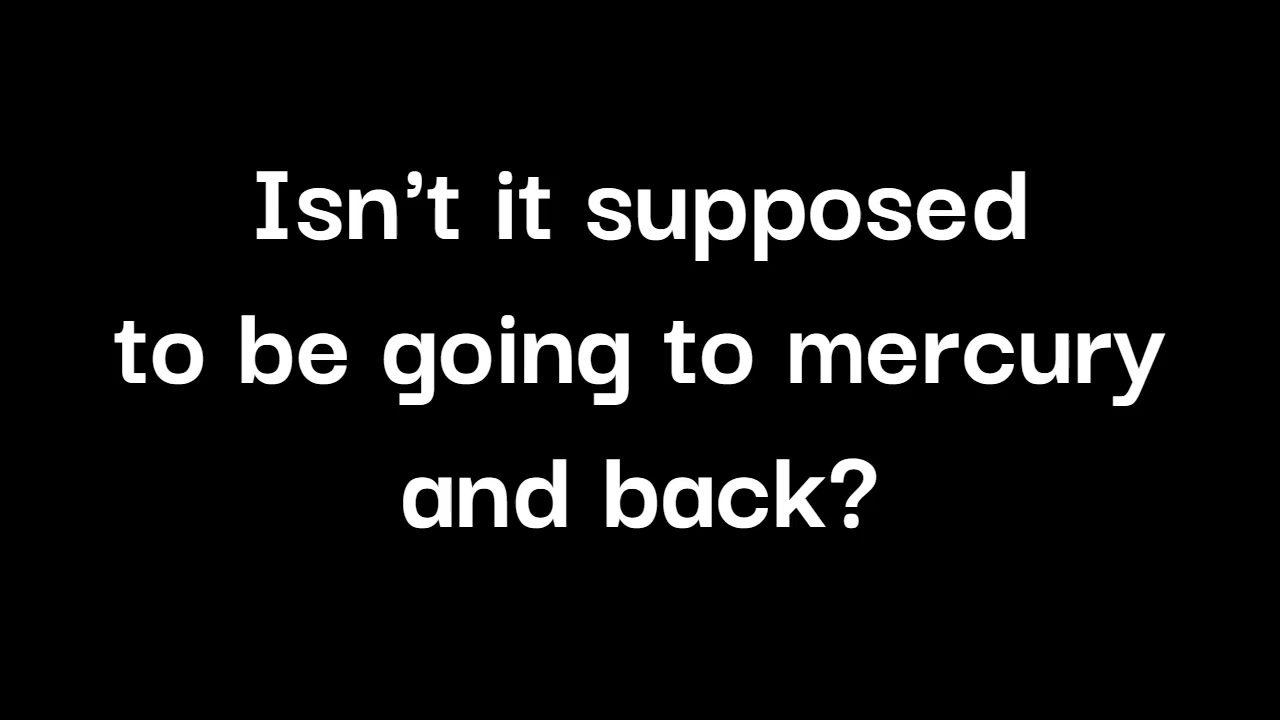 Isn’t it supposed
to be going to mercury
and back?